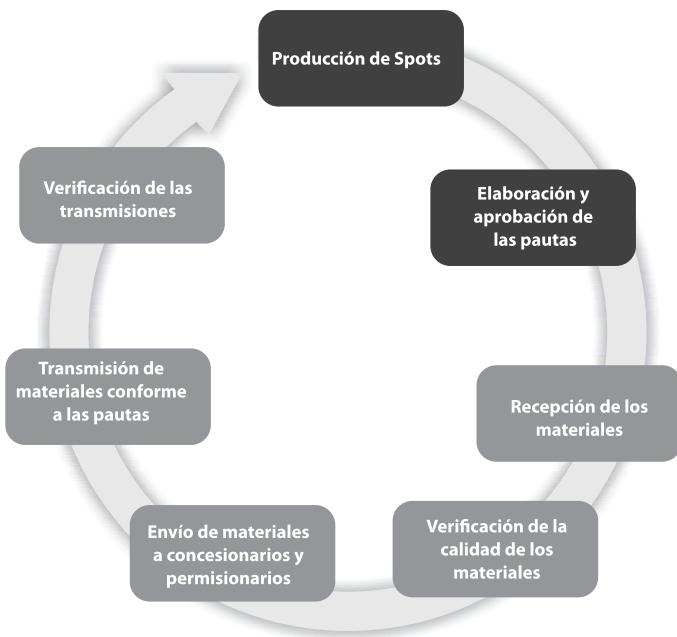 Producción de Spots
Elaboración y
aprobación de
las pautas
Recepción de los
materiales
Verificación de la
calidad de los
materiales
Envío de materiales
a concesionarios y
permisionarios
Transmisión de
materiales conforme
a las pautas
Verificación de las
transmisiones